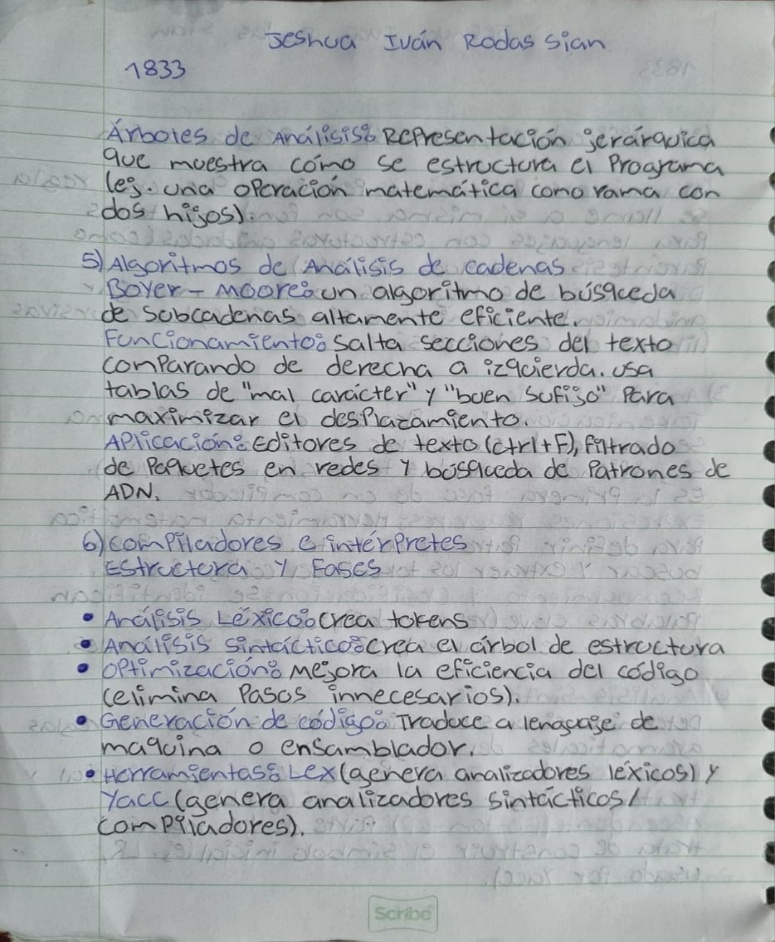 Jeshua Iván Rodas Sian
1833
Árboles de Análisis: Representación jerárquica
que muestra cómo se estructura el Programa
(ej. una operación matemática como rama con
dos hijos).
5) Algoritmos de Análisis de cadenas
Boyer - Moore: un algoritmo de búsqueda
de subcadenas altamente eficiente.
Funcionamiento: salta secciones del texto
comparando de derecha a izquierda. usa
tablas de "mal carácter" y "buen sufijo" para
maximizar el desplazamiento.
Aplicación: Editores de texto (ctrl+F), filtrado
de paquetes en redes y búsqueda de Patrones de
ADN.
6) compiladores e intérpretes
Estructura y Fases
• Análisis Léxico: crea tokens
• Análisis sintáctico: crea el árbol de estructura
• Optimización: Mejora la eficiencia del código
(elimina Pasos innecesarios).
• Generación de código: Traduce a lenguaje de
maquina o ensamblador.
• Herramientas: Lex (genera analizadores léxicos) y
Yacc (genera analizadores sintácticos/
compiladores).
Scribe